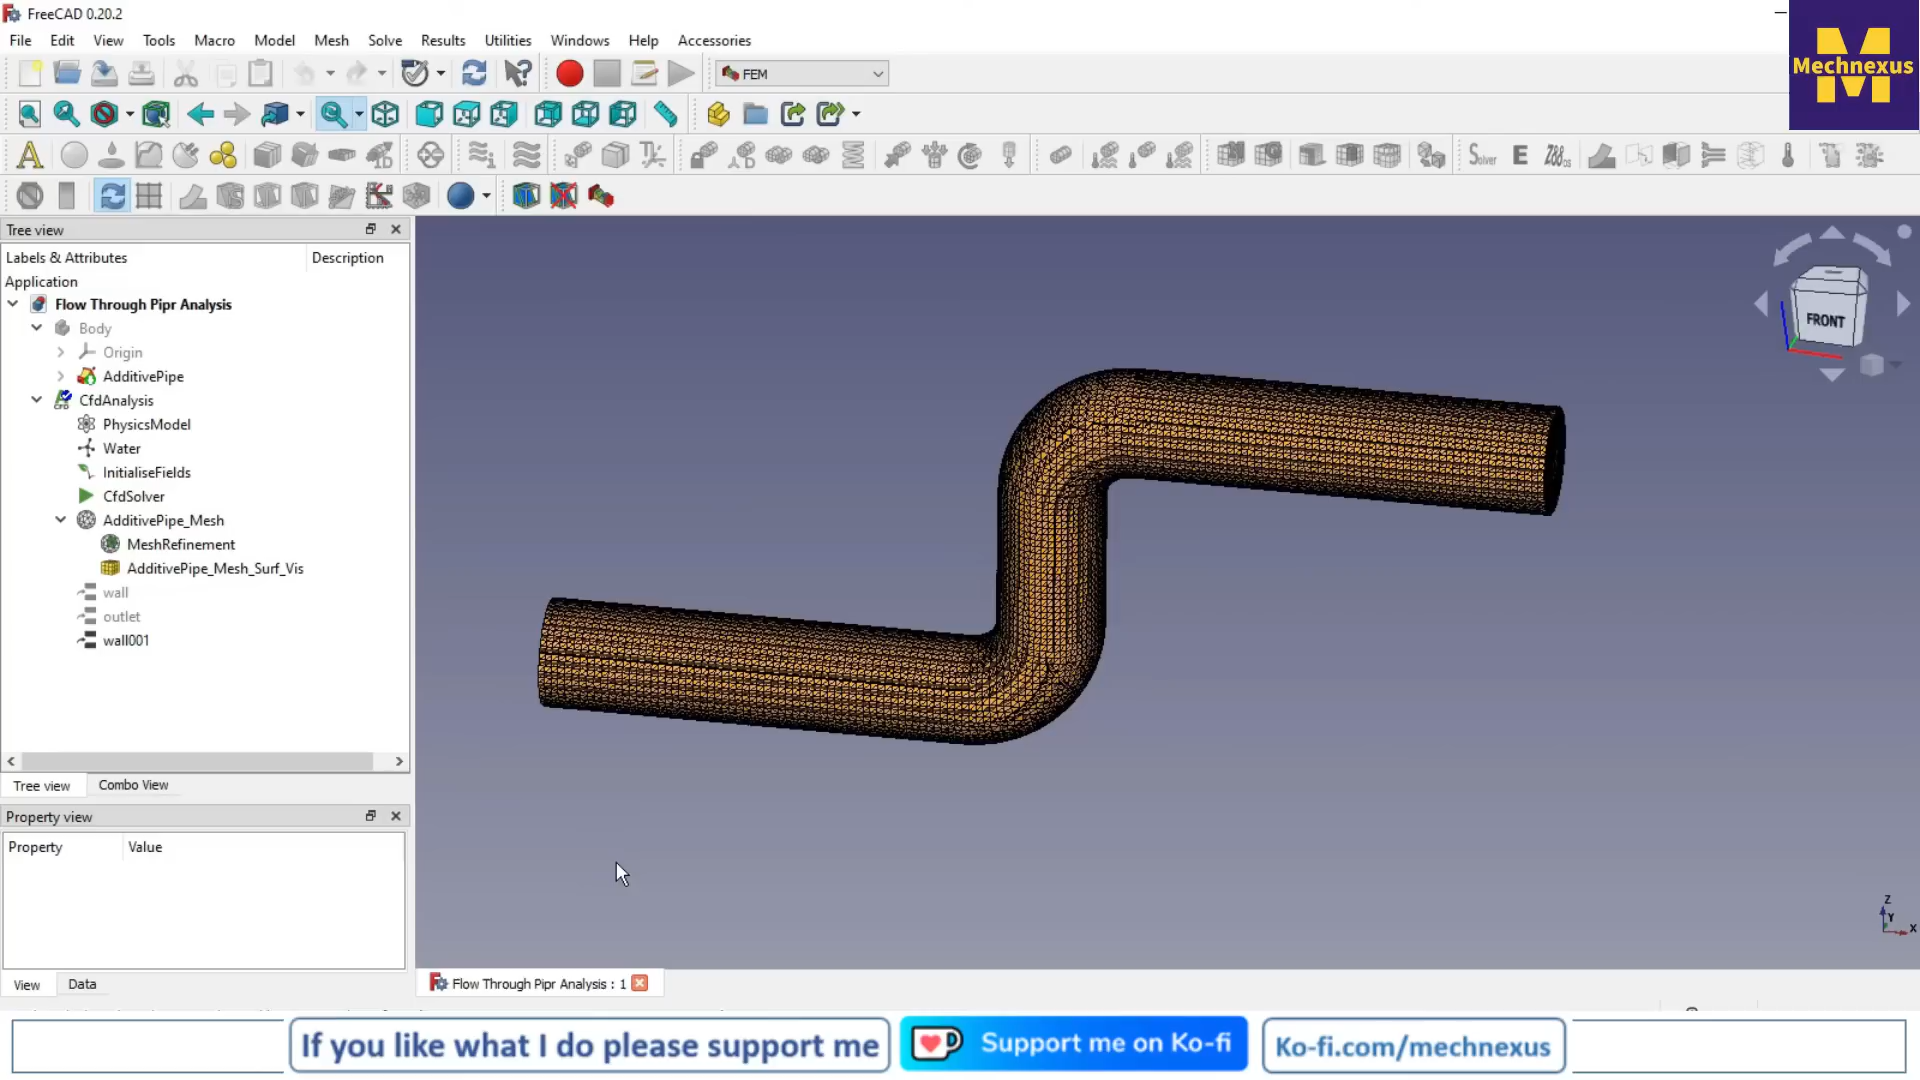 FreeCAD 0.20.2
File Edit View Tools Macro Model Mesh Solve Results Utilities Windows Help Accessories
Mechnexus
FEM
Solver E Z88OS
Tree view
Labels & Attributes Description
Application
Flow Through Pipr Analysis
Body
Origin
AdditivePipe
CfdAnalysis
PhysicsModel
Water
InitialiseFields
CfdSolver
AdditivePipe_Mesh
MeshRefinement
AdditivePipe_Mesh_Surf_Vis
wall
outlet
wall001
FRONT
Tree view Combo View
Property view
Property Value
Z
Y
X
View Data
Flow Through Pipr Analysis : 1
If you like what I do please support me
Support me on Ko-fi
Ko-fi.com/mechnexus